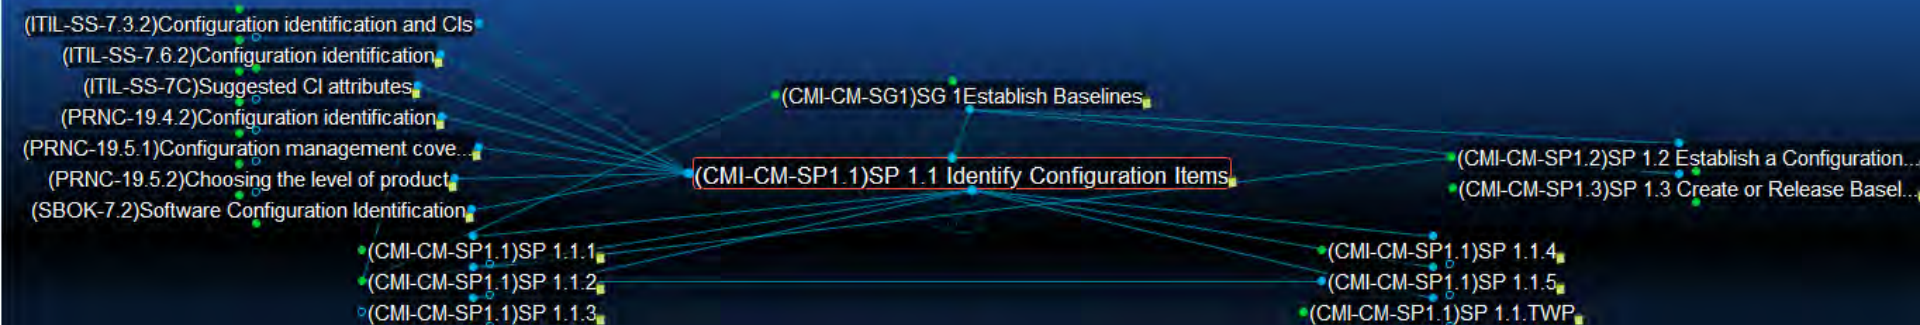 (ITIL-SS-7.3.2)Configuration identification and CIs
(ITIL-SS-7.6.2)Configuration identification
(ITIL-SS-7C)Suggested CI attributes
(PRNC-19.4.2)Configuration identification
(PRNC-19.5.1)Configuration management cove...
(PRNC-19.5.2)Choosing the level of product
(SBOK-7.2)Software Configuration Identification
(CMI-CM-SG1)SG 1Establish Baselines
(CMI-CM-SP1.1)SP 1.1 Identify Configuration Items
(CMI-CM-SP1.2)SP 1.2 Establish a Configuration...
(CMI-CM-SP1.3)SP 1.3 Create or Release Basel...
(CMI-CM-SP1.1)SP 1.1.1
(CMI-CM-SP1.1)SP 1.1.2
(CMI-CM-SP1.1)SP 1.1.3
(CMI-CM-SP1.1)SP 1.1.4
(CMI-CM-SP1.1)SP 1.1.5
(CMI-CM-SP1.1)SP 1.1.TWP